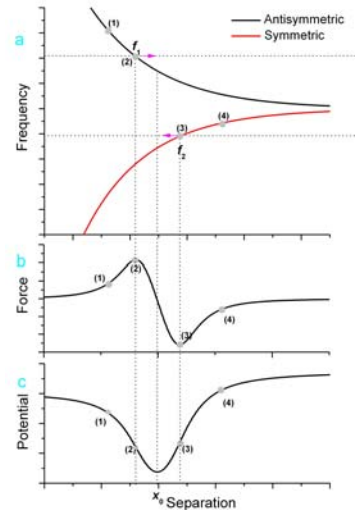 a
Antisymmetric
Symmetric
(1)
f₁
(2)
(3)
f₂
(4)
Frequency
b
(1)
(2)
(3)
(4)
Force
c
(1)
(2)
(3)
(4)
Potential
x₀ Separation